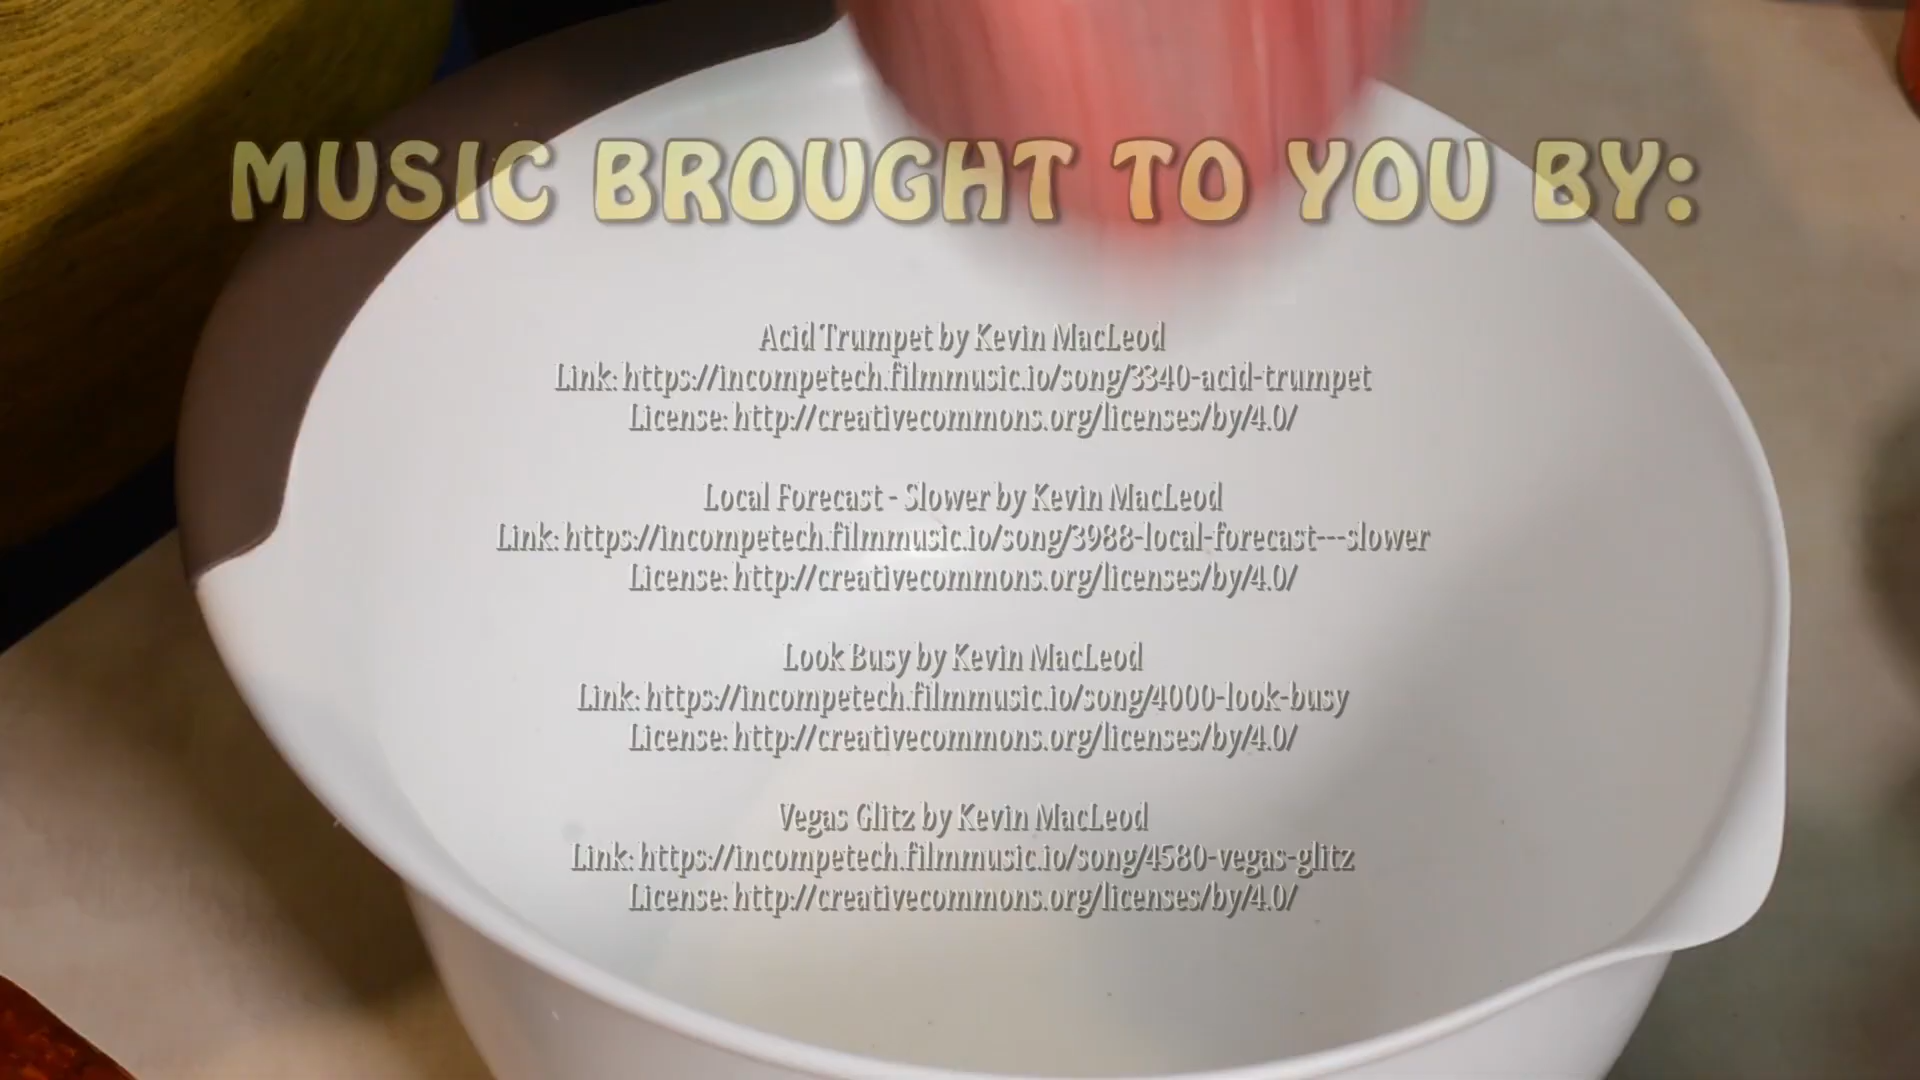 MUSIC BROUGHT TO YOU BY:
Acid Trumpet by Kevin MacLeod
Link: https://incompetech.filmmusic.io/song/3340-acid-trumpet
License: http://creativecommons.org/licenses/by/4.0/
Local Forecast - Slower by Kevin MacLeod
Link: https://incompetech.filmmusic.io/song/3988-local-forecast---slower
License: http://creativecommons.org/licenses/by/4.0/
Look Busy by Kevin MacLeod
Link: https://incompetech.filmmusic.io/song/4000-look-busy
License: http://creativecommons.org/licenses/by/4.0/
Vegas Glitz by Kevin MacLeod
Link: https://incompetech.filmmusic.io/song/4580-vegas-glitz
License: http://creativecommons.org/licenses/by/4.0/